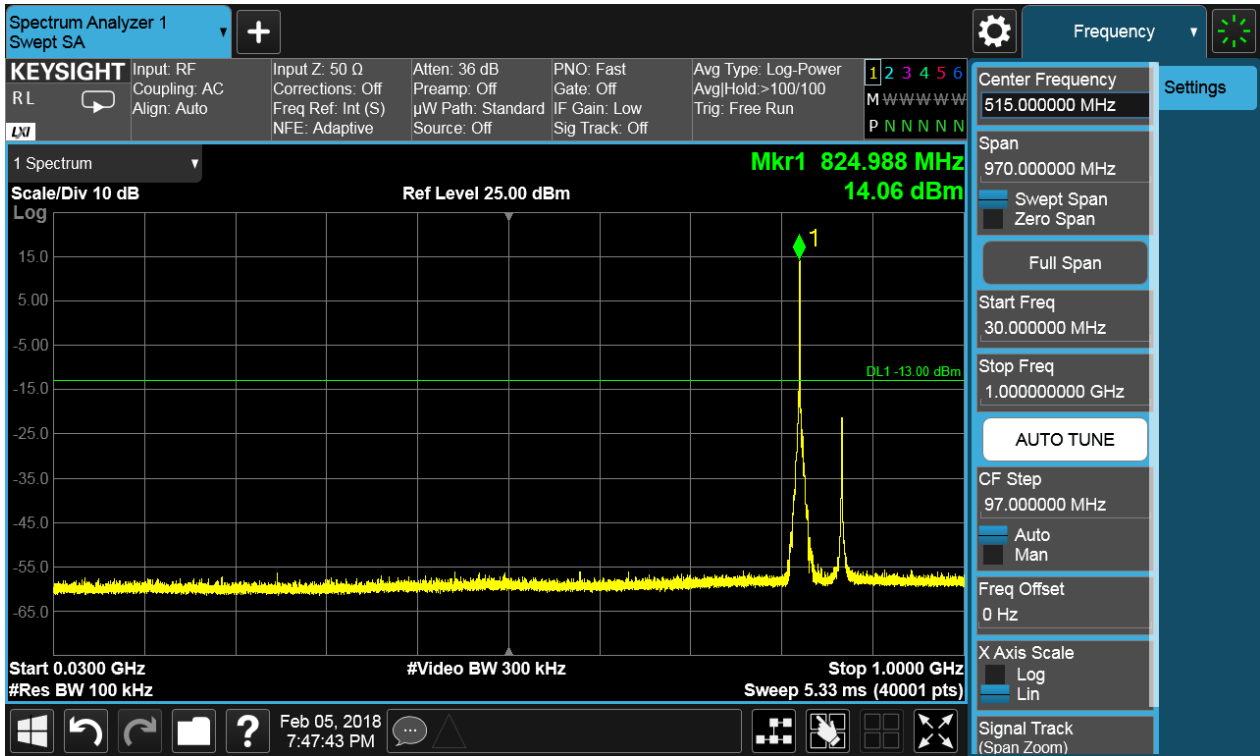 Spectrum Analyzer 1
Swept SA
Frequency
KEYSIGHT
RL
LXI
Input: RF
Coupling: AC
Align: Auto
Input Z: 50 Ω
Corrections: Off
Freq Ref: Int (S)
NFE: Adaptive
Atten: 36 dB
Preamp: Off
µW Path: Standard
Source: Off
PNO: Fast
Gate: Off
IF Gain: Low
Sig Track: Off
Avg Type: Log-Power
Avg|Hold:>100/100
Trig: Free Run
1 2 3 4 5 6
M W W W W W W
P N N N N N
1 Spectrum
Mkr1 824.988 MHz
14.06 dBm
Scale/Div 10 dB
Ref Level 25.00 dBm
Log
1
15.0
5.00
-5.00
DL1 -13.00 dBm
-15.0
-25.0
-35.0
-45.0
-55.0
-65.0
Start 0.0300 GHz
#Video BW 300 kHz
Stop 1.0000 GHz
#Res BW 100 kHz
Sweep 5.33 ms (40001 pts)
Center Frequency
515.000000 MHz
Settings
Span
970.000000 MHz
Swept Span
Zero Span
Full Span
Start Freq
30.000000 MHz
Stop Freq
1.000000000 GHz
AUTO TUNE
CF Step
97.000000 MHz
Auto
Man
Freq Offset
0 Hz
X Axis Scale
Log
Lin
Signal Track
(Span Zoom)
?
Feb 05, 2018
7:47:43 PM